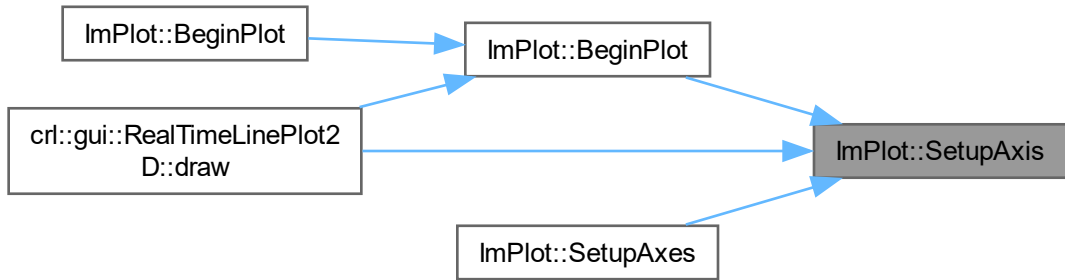 ImPlot::BeginPlot
ImPlot::BeginPlot
crl::gui::RealTimeLinePlot2
D::draw
ImPlot::SetupAxis
ImPlot::SetupAxes